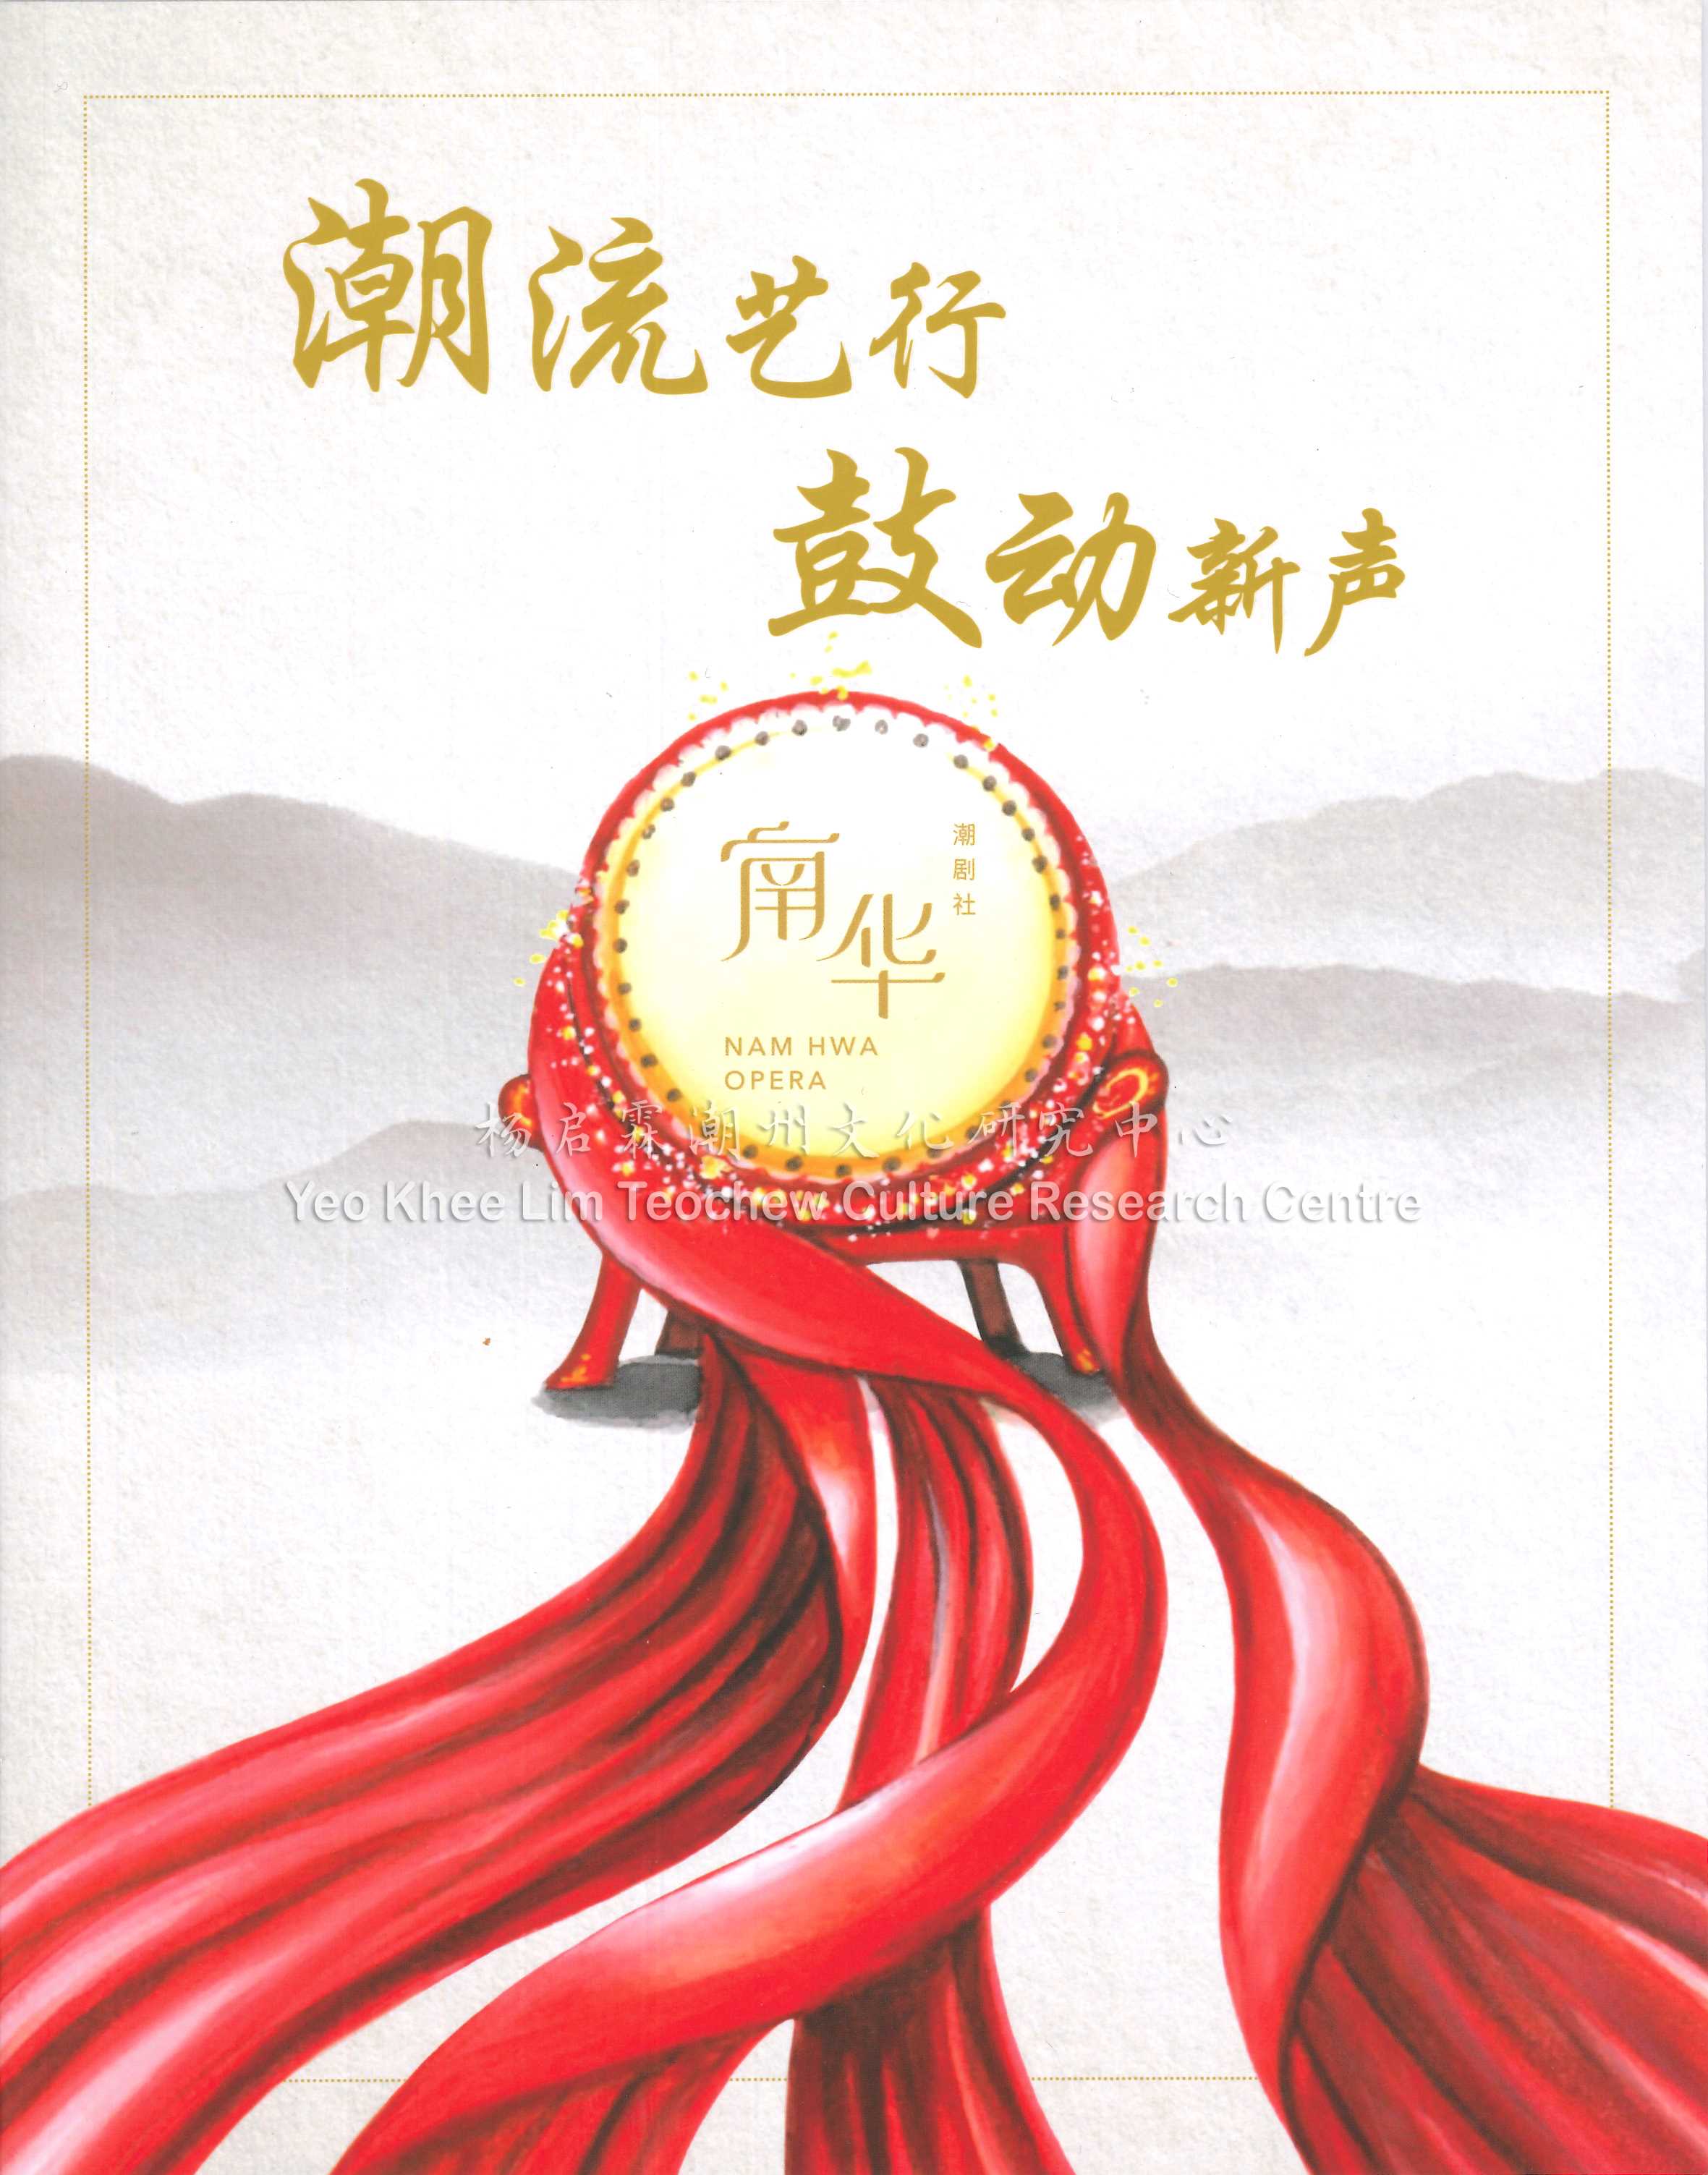 潮流艺行
鼓动新声
南华
潮剧社
NAM HWA
OPERA
杨启霖潮州文化研究中心
Yeo Khee Lim Teochew Culture Research Centre